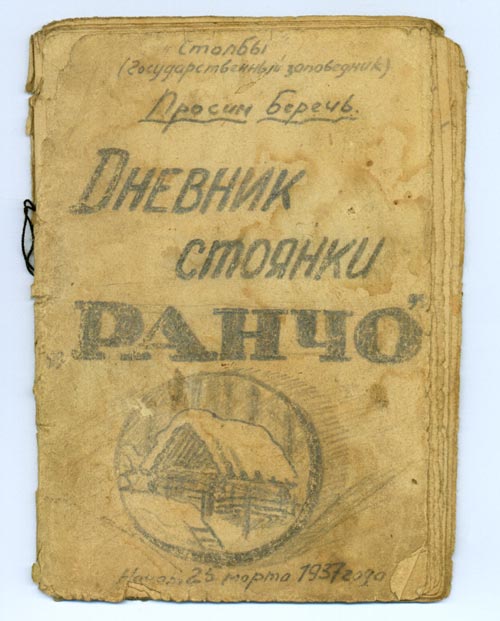 Столбы
(Государственный заповедник)
Просим Беречь.
Дневник
стоянки
„РАНЧО"
Начат 25 марта 1937 года